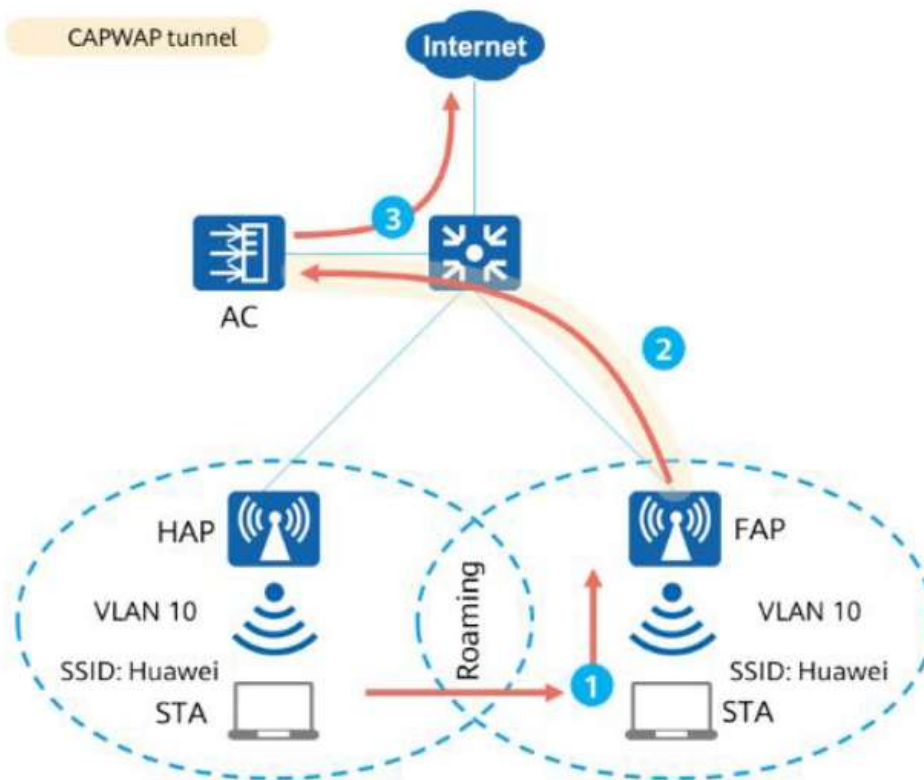 CAPWAP tunnel
Internet
3
AC
2
HAP
FAP
Roaming
VLAN 10
VLAN 10
SSID: Huawei
SSID: Huawei
1
STA
STA